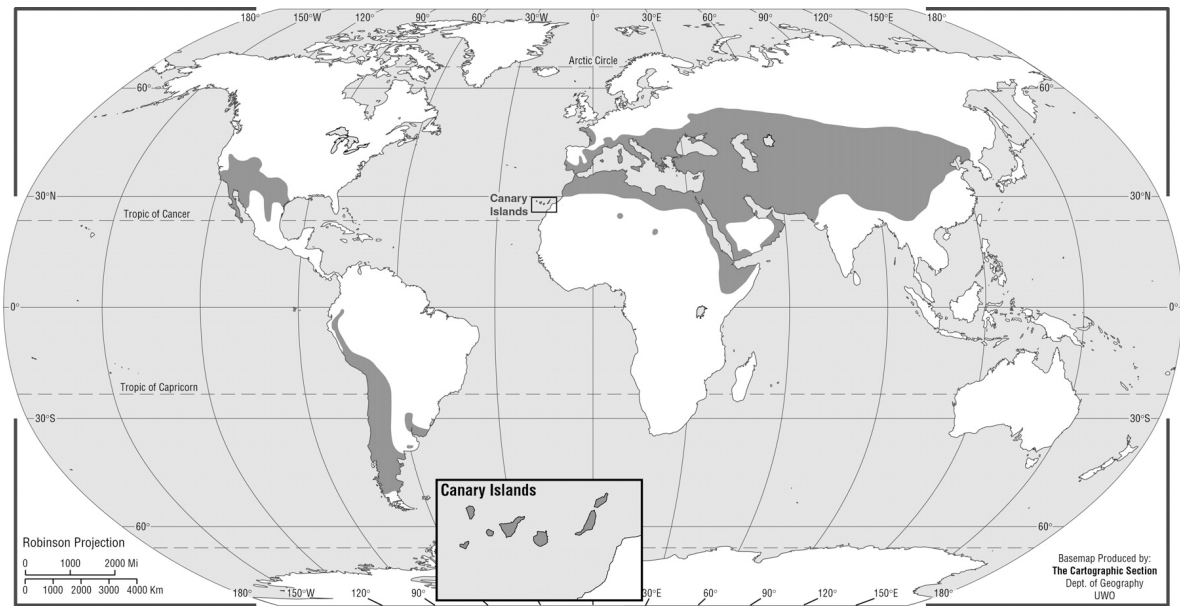 180° 150°W 120°W 90°W 60°W 30°W 0° 30°E 60°E 90°E 120°E 150°E 180°
Arctic Circle
60° 60°
30°N 30°N
Canary
Islands
Tropic of Cancer
0° 0°
Tropic of Capricorn
30°S 30°S
Canary Islands
60° 60°
Robinson Projection
0 1000 2000 Mi
0 1000 2000 3000 4000 Km
Basemap Produced by:
The Cartographic Section
Dept. of Geography
UWO
180° 150°W 120°W 90°W 60°W 30°W 0° 30°E 60°E 90°E 120°E 150°E 180°